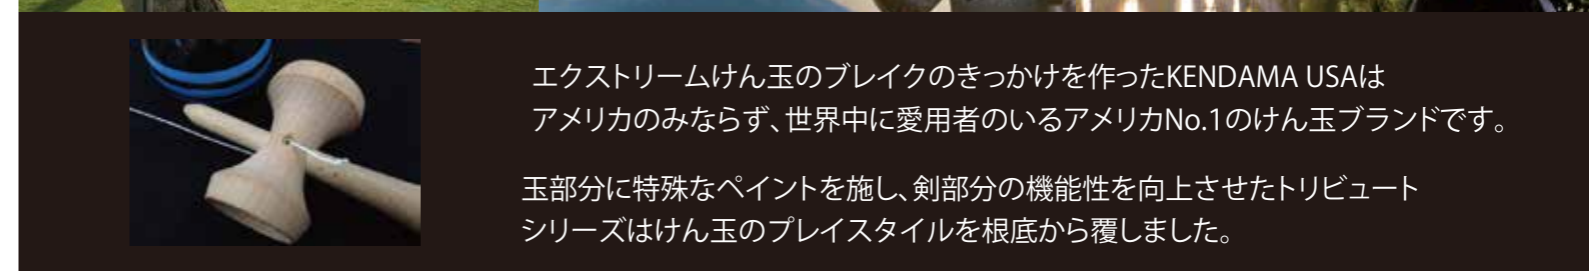 エクストリームけん玉のブレイクのきっかけを作ったKENDAMA USAは
アメリカのみならず、世界中に愛用者のいるアメリカNo.1のけん玉ブランドです。
玉部分に特殊なペイントを施し、剣部分の機能性を向上させたトリビュート
シリーズはけん玉のプレイスタイルを根底から覆しました。